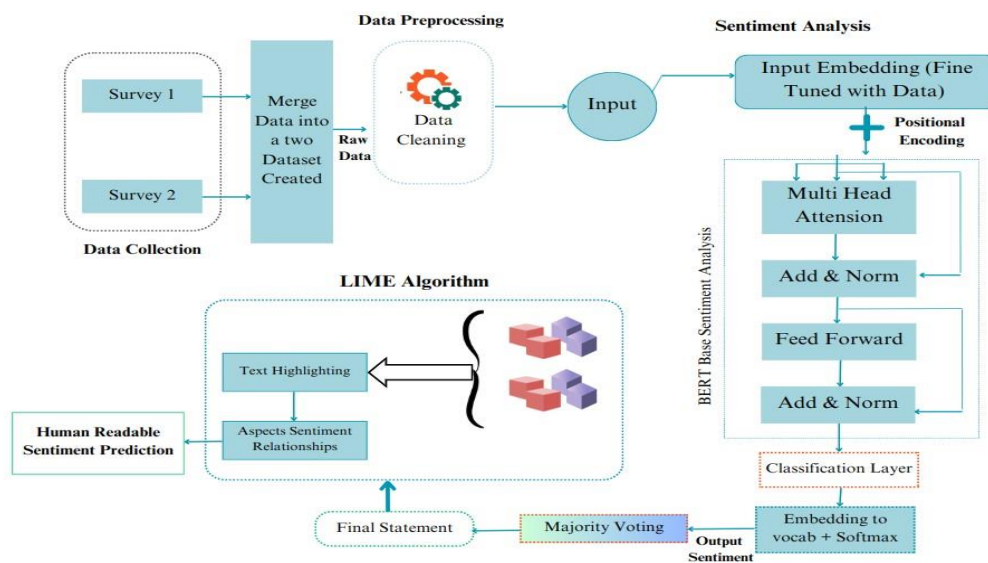 Data Preprocessing
Sentiment Analysis
Survey 1
Survey 2
Data Collection
Merge
Data into
a two
Dataset
Created
Raw
Data
Data
Cleaning
Input
Input Embedding (Fine
Tuned with Data)
Positional
Encoding
BERT Base Sentiment Analysis
Multi Head
Attension
Add & Norm
Feed Forward
Add & Norm
Classification Layer
Embedding to
vocab + Softmax
Output
Sentiment
Majority Voting
Final Statement
LIME Algorithm
Text Highlighting
Aspects Sentiment
Relationships
Human Readable
Sentiment Prediction